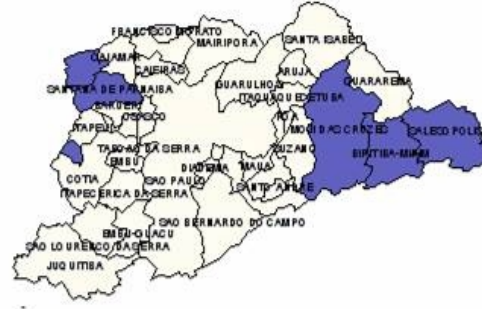 FRANCISCO MORATO
MAIRIPORA
SANTA ISABEL
CAJAMAR
CAIEIRAS
ARUJA
GUARULHOS
GUARAREMA
SANTANA DE PARNAIBA
ITAQUAQUECETUBA
BARUERI
OSASCO
POA
MOGI DAS CRUZES
SALESOPOLIS
ITAPEVI
SUZANO
TABOAO DA SERRA
BIRITIBA-MIRIM
EMBU
DIADEMA
MAUA
COTIA
SAO PAULO
SANTO ANDRE
ITAPECERICA DA SERRA
SAO BERNARDO DO CAMPO
EMBU-GUACU
SAO LOURENCO DA SERRA
JUQUITIBA